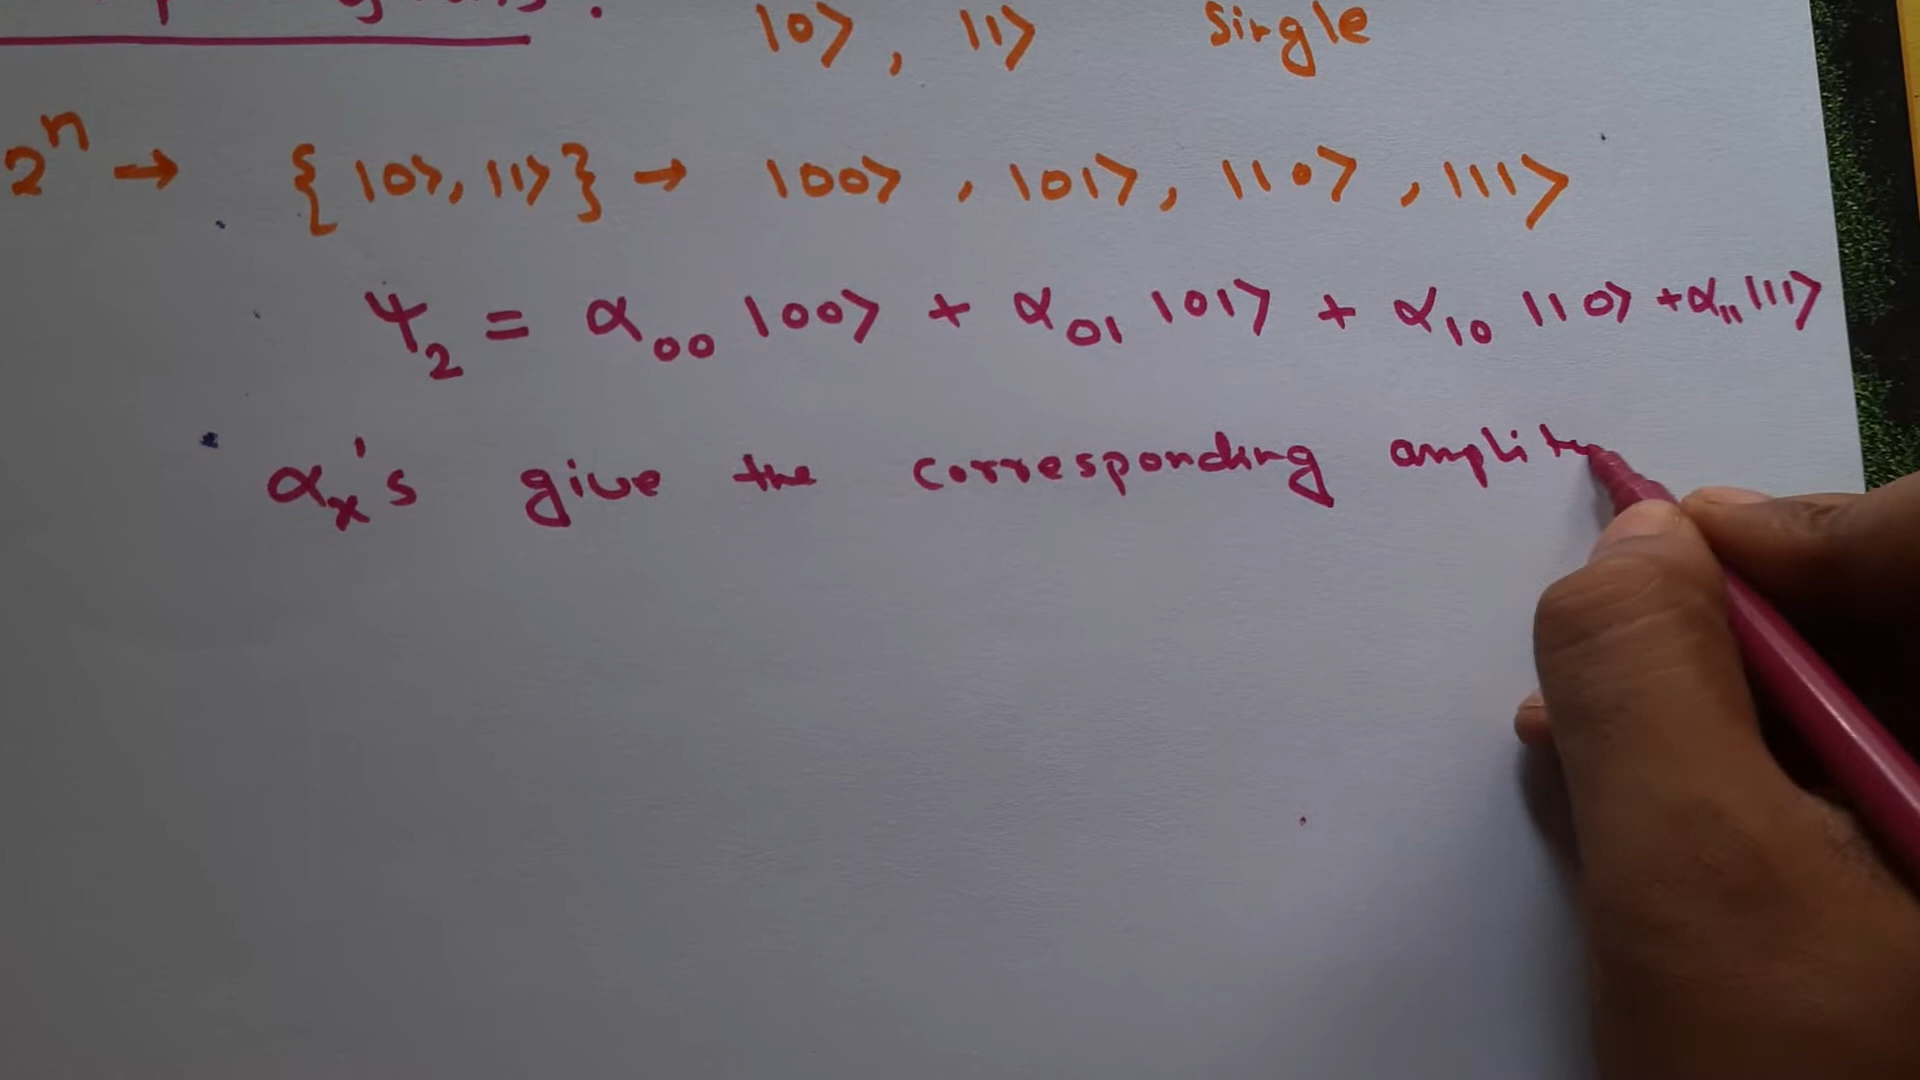 |0⟩, |1⟩ Single
2ⁿ → {|0⟩, |1⟩} → |00⟩, |01⟩, |10⟩, |11⟩
Ψ₂ = α₀₀ |00⟩ + α₀₁ |01⟩ + α₁₀ |10⟩ + α₁₁ |11⟩
αₓ's give the corresponding amplitu